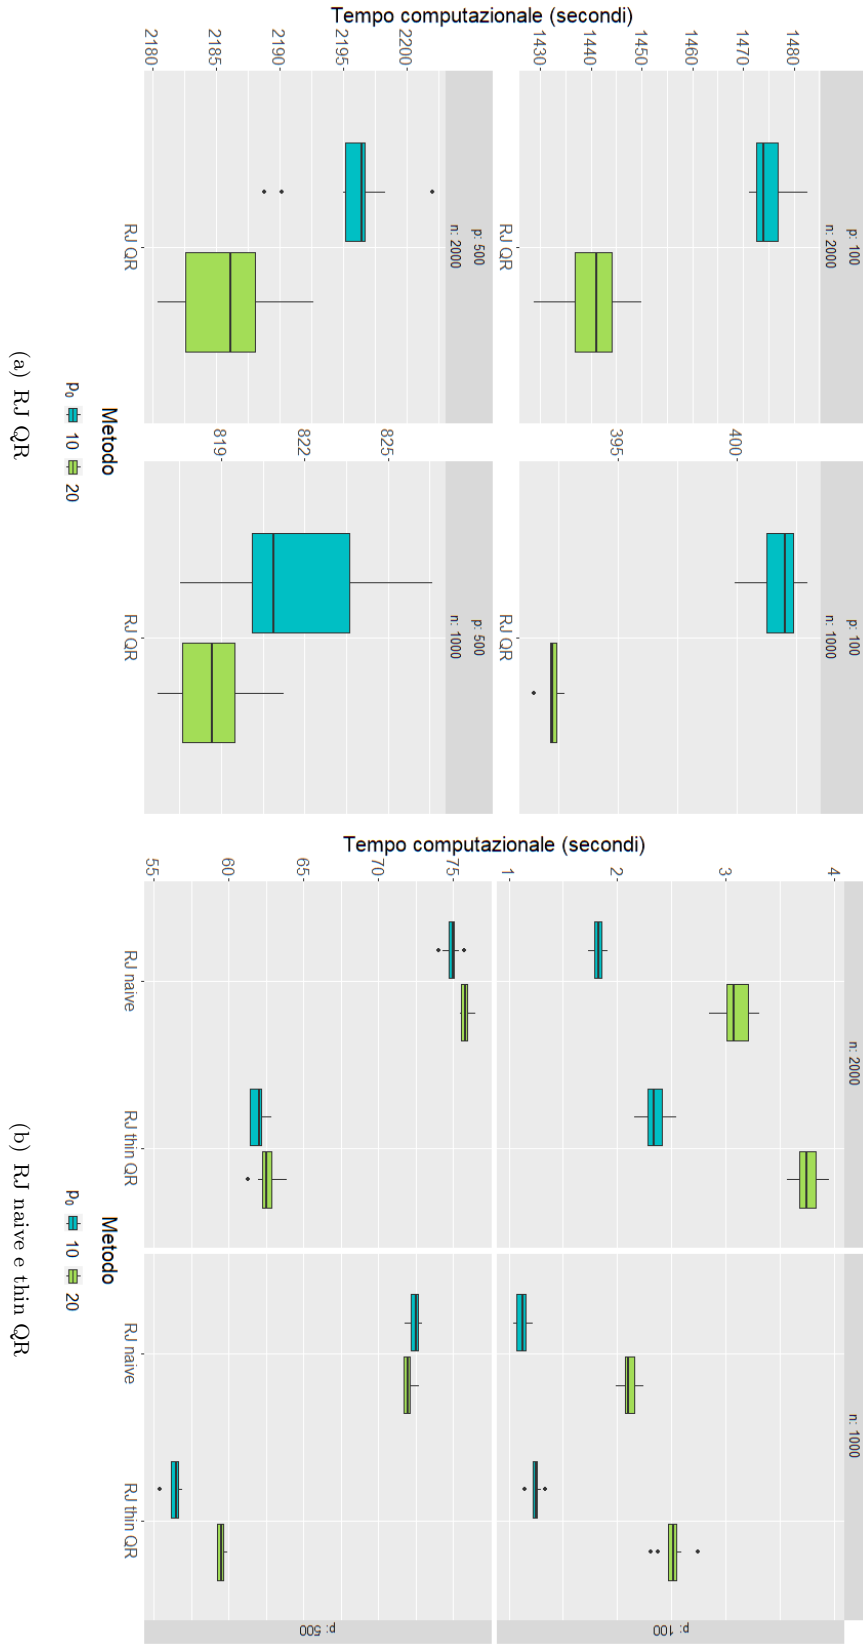 Tempo computazionale (secondi)
p: 100
n: 2000
1480
1470
1460
1450
1440
1430
RJ QR
p: 100
n: 1000
400
395
RJ QR
p: 500
n: 2000
2200
2195
2190
2185
2180
RJ QR
p: 500
n: 1000
825
822
819
RJ QR
Metodo
p0 10 20
(a) RJ QR
Tempo computazionale (secondi)
n: 2000
n: 1000
4
3
2
1
p: 100
75
70
65
60
55
p: 500
RJ naive
RJ thin QR
RJ naive
RJ thin QR
Metodo
p0 10 20
(b) RJ naive e thin QR